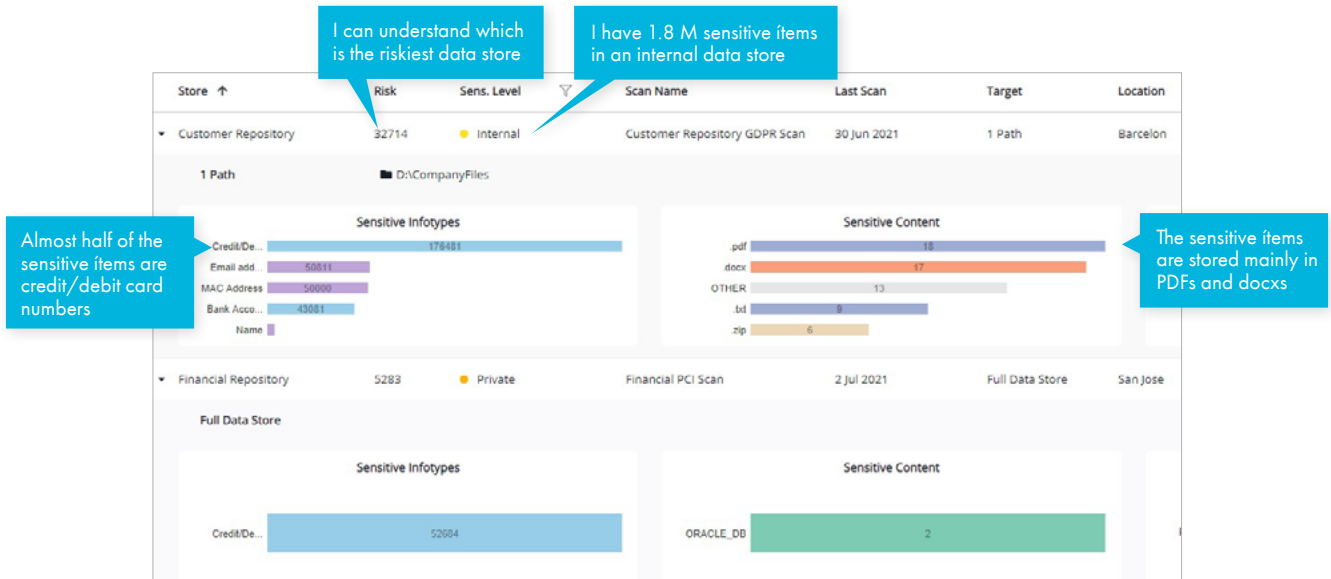 I can understand which
is the riskiest data store
I have 1.8 M sensitive ítems
in an internal data store
Store ↑ Risk Sens. Level Scan Name Last Scan Target Location
Customer Repository 32714 Internal Customer Repository GDPR Scan 30 Jun 2021 1 Path Barcelon
1 Path D:\CompanyFiles
Almost half of the
sensitive ítems are
credit/debit card
numbers
Sensitive Infotypes
Credit/De... 176481
Email add... 50811
MAC Address 50000
Bank Acco... 43081
Name
Sensitive Content
.pdf 18
.docx 17
OTHER 13
.txt 9
.zip 6
The sensitive ítems
are stored mainly in
PDFs and docxs
Financial Repository 5283 Private Financial PCI Scan 2 Jul 2021 Full Data Store San Jose
Full Data Store
Sensitive Infotypes
Credit/De... 52684
Sensitive Content
ORACLE_DB 2